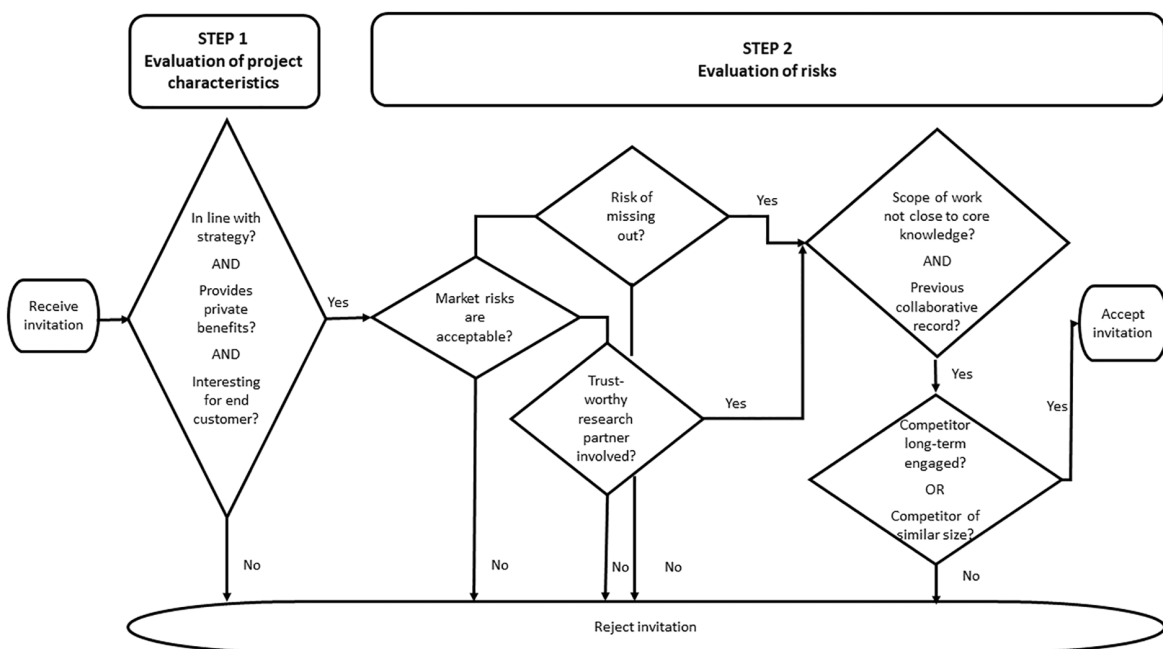 STEP 1
Evaluation of project
characteristics
STEP 2
Evaluation of risks
Receive
invitation
In line with
strategy?
AND
Provides
private
benefits?
AND
Interesting
for end
customer?
Yes
No
Market risks
are
acceptable?
No
Risk of
missing
out?
Yes
Trust-
worthy
research
partner
involved?
Yes
No
No
Scope of work
not close to core
knowledge?
AND
Previous
collaborative
record?
Yes
Competitor
long-term
engaged?
OR
Competitor of
similar size?
Yes
No
Accept
invitation
Reject invitation